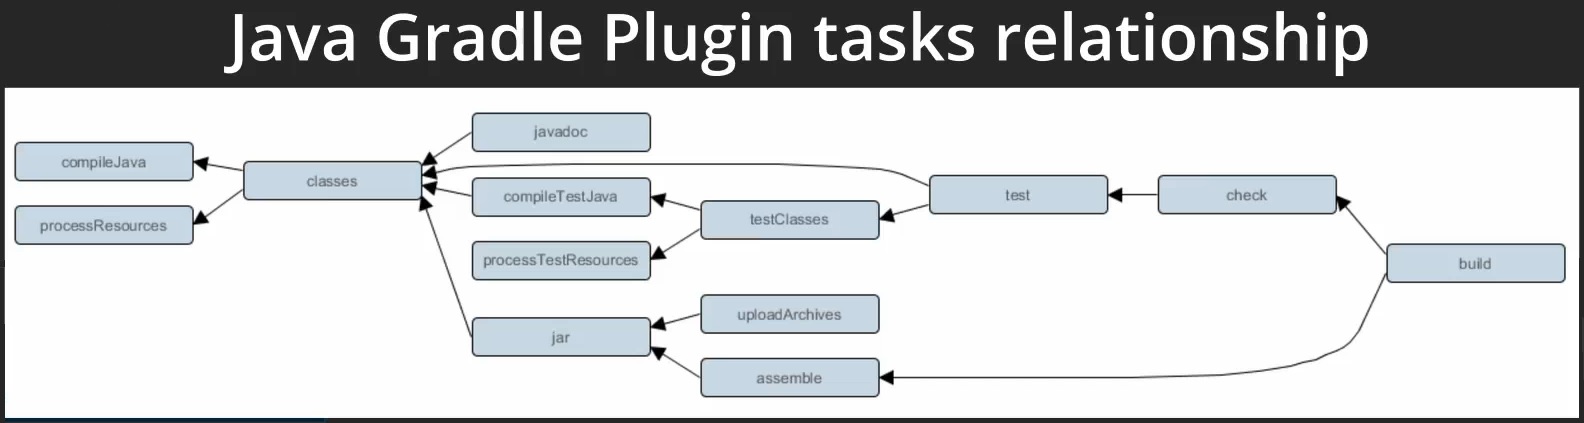 Java Gradle Plugin tasks relationship
javadoc
compileJava
classes
compileTestJava
test
check
processResources
testClasses
processTestResources
build
uploadArchives
jar
assemble